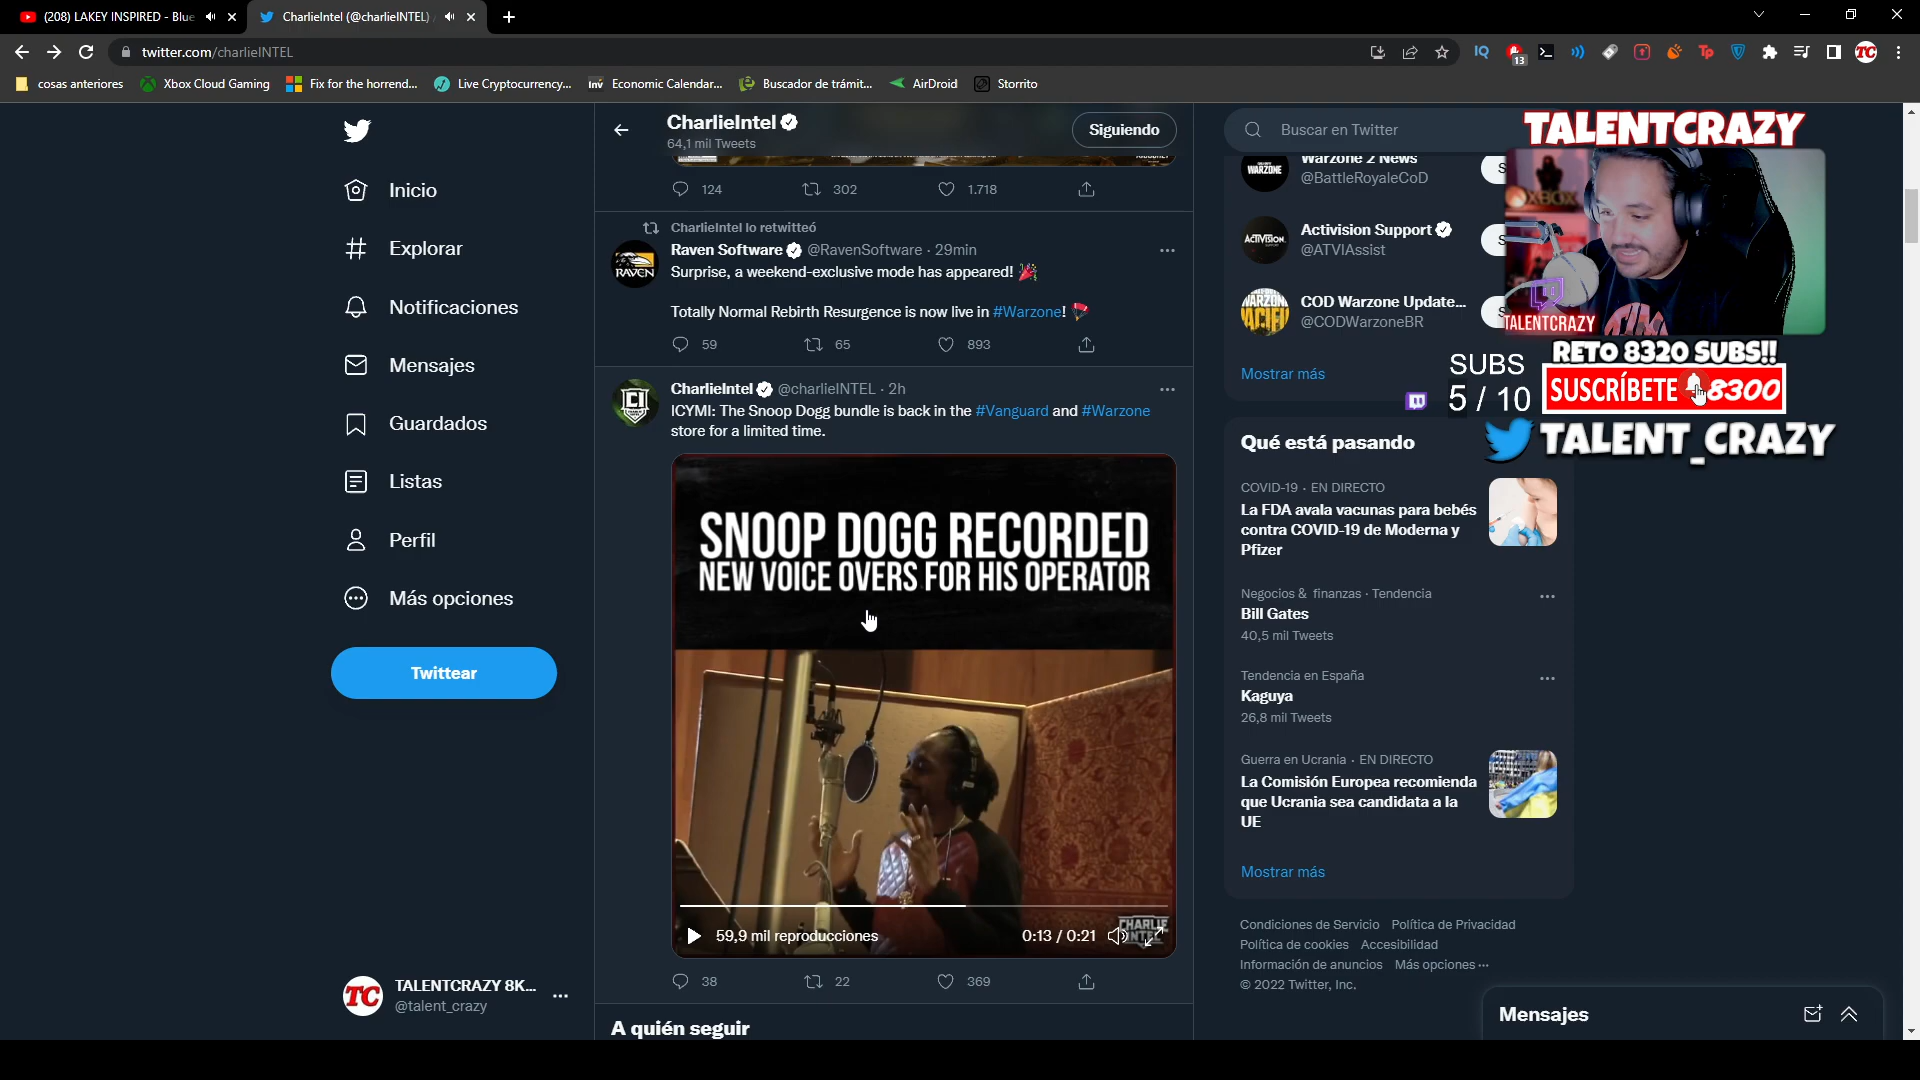 (208) LAKEY INSPIRED - Blue
CharlieIntel (@charlieINTEL)
twitter.com/charlieINTEL
13
cosas anteriores
Xbox Cloud Gaming
Fix for the horrend...
Live Cryptocurrency...
Economic Calendar...
Buscador de trámit...
AirDroid
Storrito
Inicio
Explorar
Notificaciones
Mensajes
Guardados
Listas
Perfil
Más opciones
Twittear
TALENTCRAZY 8K...
@talent_crazy
CharlieIntel
64,1 mil Tweets
Siguiendo
124
302
1.718
CharlieIntel lo retwitteó
Raven Software @RavenSoftware · 29min
Surprise, a weekend-exclusive mode has appeared! 🎉
Totally Normal Rebirth Resurgence is now live in #Warzone! 🪂
59
65
893
CharlieIntel @charlieINTEL · 2h
ICYMI: The Snoop Dogg bundle is back in the #Vanguard and #Warzone
store for a limited time.
SNOOP DOGG RECORDED
NEW VOICE OVERS FOR HIS OPERATOR
59,9 mil reproducciones
0:13 / 0:21
CHARLIE
INTEL
38
22
369
A quién seguir
Buscar en Twitter
Warzone 2 News
@BattleRoyaleCoD
Activision Support
@ATVIAssist
COD Warzone Update...
@CODWarzoneBR
Mostrar más
TALENTCRAZY
XBOX
TALENTCRAZY
RETO 8320 SUBS!!
SUBS
5 / 10
SUSCRÍBETE 8300
TALENT_CRAZY
Qué está pasando
COVID-19 · EN DIRECTO
La FDA avala vacunas para bebés
contra COVID-19 de Moderna y
Pfizer
Negocios & finanzas · Tendencia
Bill Gates
40,5 mil Tweets
Tendencia en España
Kaguya
26,8 mil Tweets
Guerra en Ucrania · EN DIRECTO
La Comisión Europea recomienda
que Ucrania sea candidata a la
UE
Mostrar más
Condiciones de Servicio Política de Privacidad
Política de cookies Accesibilidad
Información de anuncios Más opciones ···
© 2022 Twitter, Inc.
Mensajes